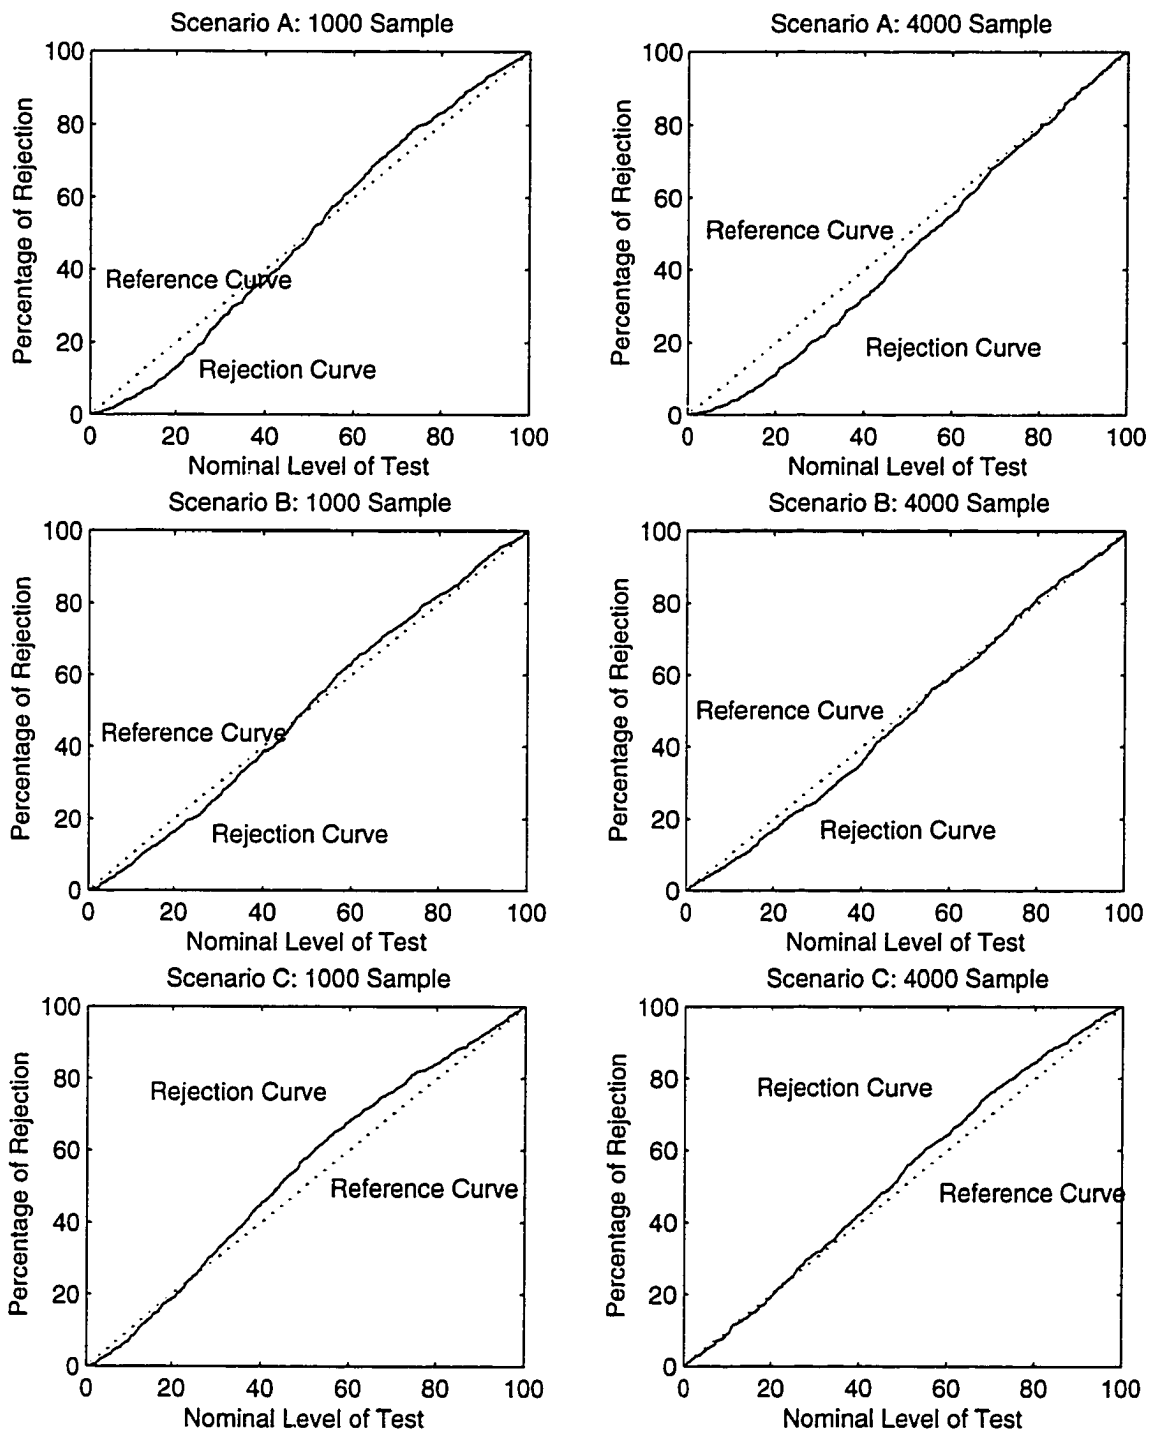 Scenario A: 1000 Sample
100
80
60
40
20
0
Percentage of Rejection
Reference Curve
Rejection Curve
0 20 40 60 80 100
Nominal Level of Test
Scenario A: 4000 Sample
100
80
60
40
20
0
Percentage of Rejection
Reference Curve
Rejection Curve
0 20 40 60 80 100
Nominal Level of Test
Scenario B: 1000 Sample
100
80
60
40
20
0
Percentage of Rejection
Reference Curve
Rejection Curve
0 20 40 60 80 100
Nominal Level of Test
Scenario B: 4000 Sample
100
80
60
40
20
0
Percentage of Rejection
Reference Curve
Rejection Curve
0 20 40 60 80 100
Nominal Level of Test
Scenario C: 1000 Sample
100
80
60
40
20
0
Percentage of Rejection
Rejection Curve
Reference Curve
0 20 40 60 80 100
Nominal Level of Test
Scenario C: 4000 Sample
100
80
60
40
20
0
Percentage of Rejection
Rejection Curve
Reference Curve
0 20 40 60 80 100
Nominal Level of Test